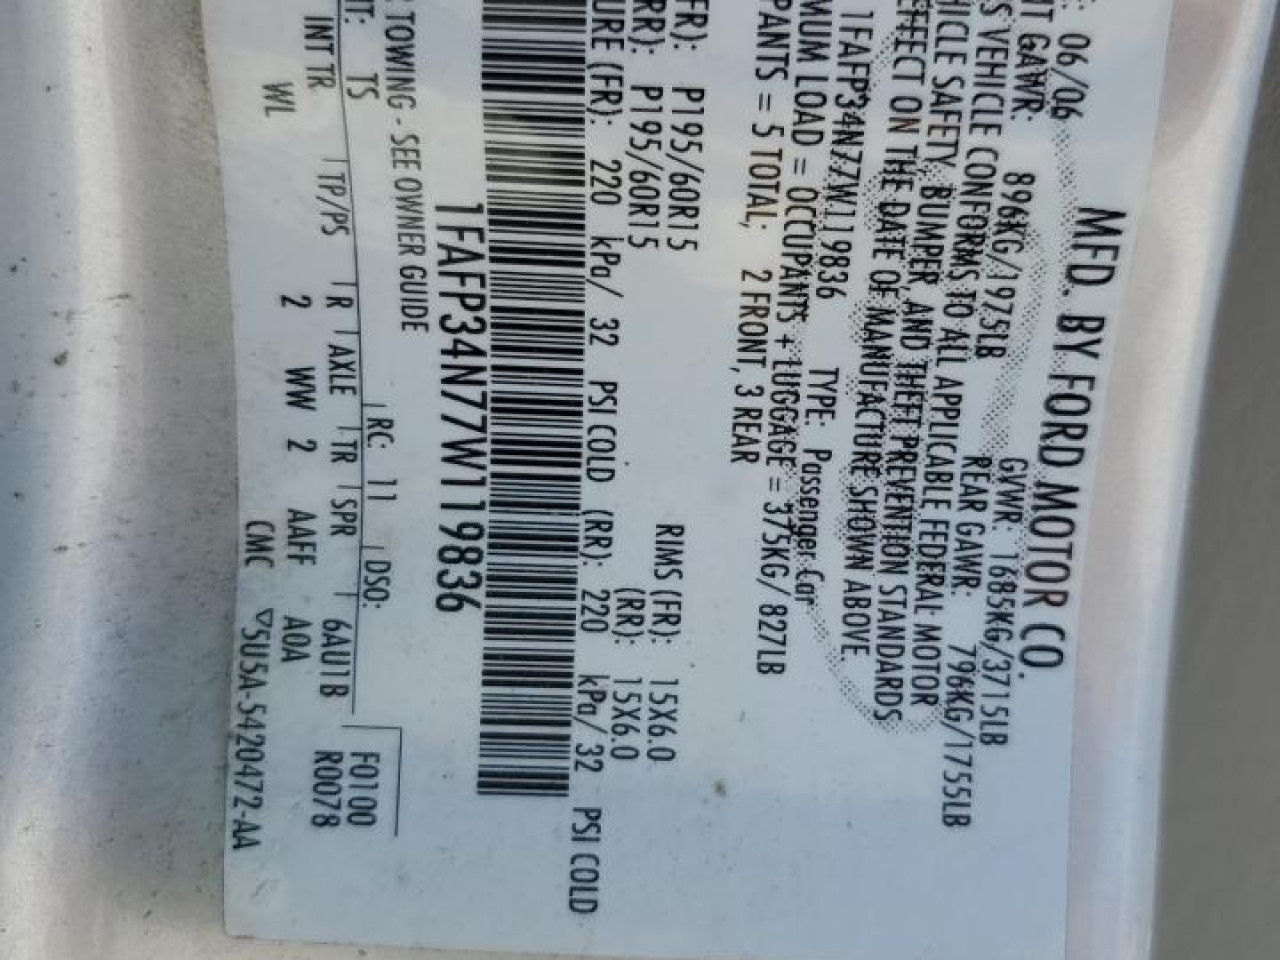 MFD. BY FORD MOTOR CO.
: 06/06 GVWR: 1685KG/3715LB
NT GAWR: 896KG/1975LB REAR GAWR: 796KG/1755LB
S VEHICLE CONFORMS TO ALL APPLICABLE FEDERAL MOTOR
HICLE SAFETY, BUMPER, AND THEFT PREVENTION STANDARDS
EFFECT ON THE DATE OF MANUFACTURE SHOWN ABOVE.
1FAFP34N77W119836 TYPE: Passenger Car
MUM LOAD = OCCUPANTS + LUGGAGE = 375KG/ 827LB
PANTS = 5 TOTAL; 2 FRONT, 3 REAR
FR): P195/60R15 RIMS (FR): 15X6.0
RR): P195/60R15 (RR): 15X6.0
URE (FR): 220 kPa/ 32 PSI COLD (RR): 220 kPa/ 32 PSI COLD
1FAFP34N77W119836
TOWING - SEE OWNER GUIDE
T: TS RC: 11 DSO: F0100
INT TR TP/PS R AXLE TR SPR 6AU1B R0078
WL 2 WW 2 AAFF A0A
CMC ▽5U5A-5420472-AA